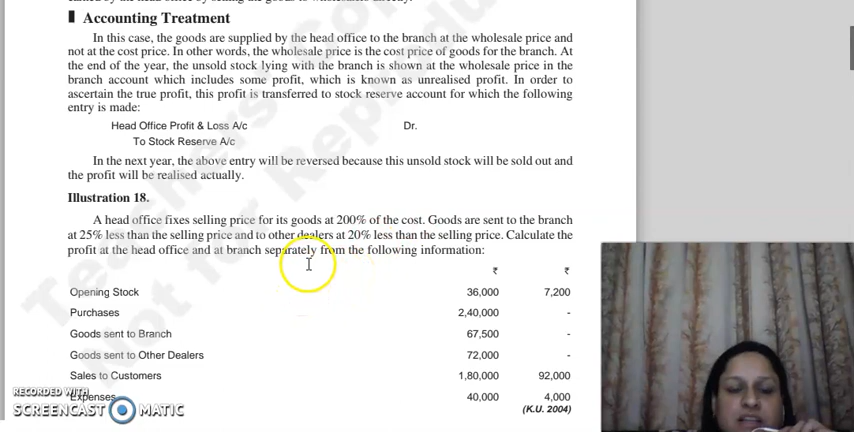 Accounting Treatment
In this case, the goods are supplied by the head office to the branch at the wholesale price and
not at the cost price. In other words, the wholesale price is the cost price of goods for the branch. At
the end of the year, the unsold stock lying with the branch is shown at the wholesale price in the
branch account which includes some profit, which is known as unrealised profit. In order to
ascertain the true profit, this profit is transferred to stock reserve account for which the following
entry is made:
Head Office Profit & Loss A/c Dr.
To Stock Reserve A/c
In the next year, the above entry will be reversed because this unsold stock will be sold out and
the profit will be realised actually.
Illustration 18.
A head office fixes selling price for its goods at 200% of the cost. Goods are sent to the branch
at 25% less than the selling price and to other dealers at 20% less than the selling price. Calculate the
profit at the head office and at branch separately from the following information:
₹ ₹
Opening Stock 36,000 7,200
Purchases 2,40,000 -
Goods sent to Branch 67,500 -
Goods sent to Other Dealers 72,000 -
Sales to Customers 1,80,000 92,000
Expenses 40,000 4,000
(K.U. 2004)
RECORDED WITH
SCREENCAST MATIC